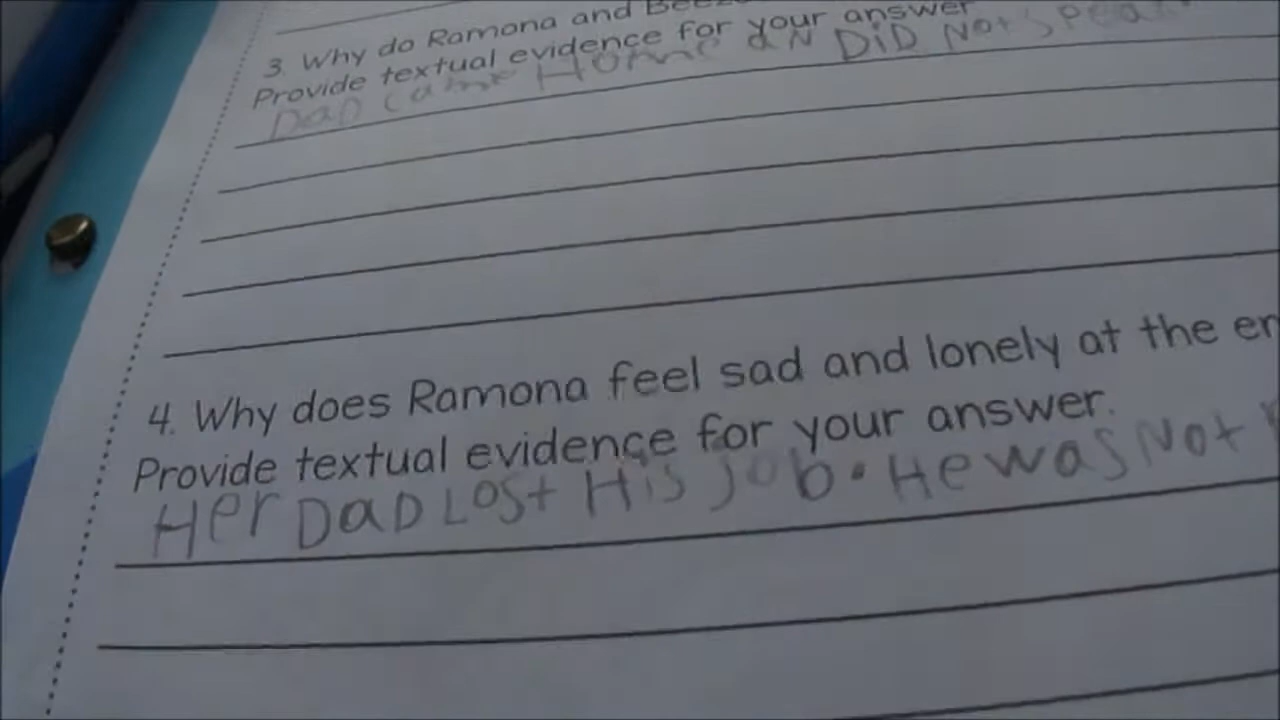 3. Why do Ramona and
Provide textual evidence for your answer
DaD came Home an DiD Not
4. Why does Ramona feel sad and lonely at the
Provide textual evidence for your answer.
Her DaD Lost His job. He was Not